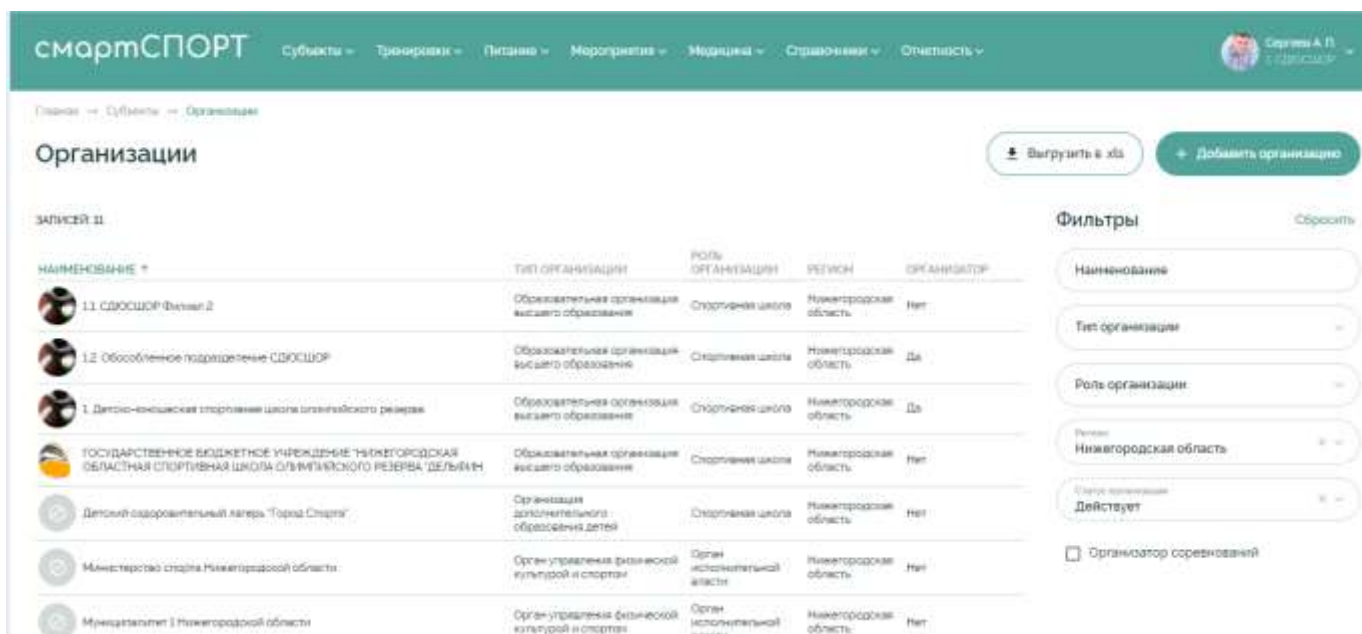 смартСПОРТ Субъекты Тренировки Питание Мероприятия Медицина Справочники Отчетность Сергеев А. П.
1 СДЮСШОР
Главная → Субъекты → Организации
Организации Выгрузить в .xls + Добавить организацию
ЗАПИСЕЙ 11 Фильтры Сбросить
НАИМЕНОВАНИЕ ТИП ОРГАНИЗАЦИИ РОЛЬ ОРГАНИЗАЦИИ РЕГИОН ОРГАНИЗАТОР
1.1. СДЮСШОР Филиал 2 Образовательная организация высшего образования Спортивная школа Нижегородская область Нет
1.2. Обособленное подразделение СДЮСШОР Образовательная организация высшего образования Спортивная школа Нижегородская область Да
1. Детско-юношеская спортивная школа олимпийского резерва Образовательная организация высшего образования Спортивная школа Нижегородская область Да
ГОСУДАРСТВЕННОЕ БЮДЖЕТНОЕ УЧРЕЖДЕНИЕ "НИЖЕГОРОДСКАЯ
ОБЛАСТНАЯ СПОРТИВНАЯ ШКОЛА ОЛИМПИЙСКОГО РЕЗЕРВА "ДЕЛЬФИН Образовательная организация высшего образования Спортивная школа Нижегородская область Нет
Детский оздоровительный лагерь "Город Спорта" Организация дополнительного образования детей Спортивная школа Нижегородская область Нет
Министерство спорта Нижегородской области Орган управления физической культурой и спортом Орган исполнительной власти Нижегородская область Нет
Муниципалитет 1 Нижегородской области Орган управления физической культурой и спортом Орган исполнительной Нижегородская область Нет
Наименование
Тип организации
Роль организации
Регион
Нижегородская область
Статус организации
Действует
Организатор соревнований